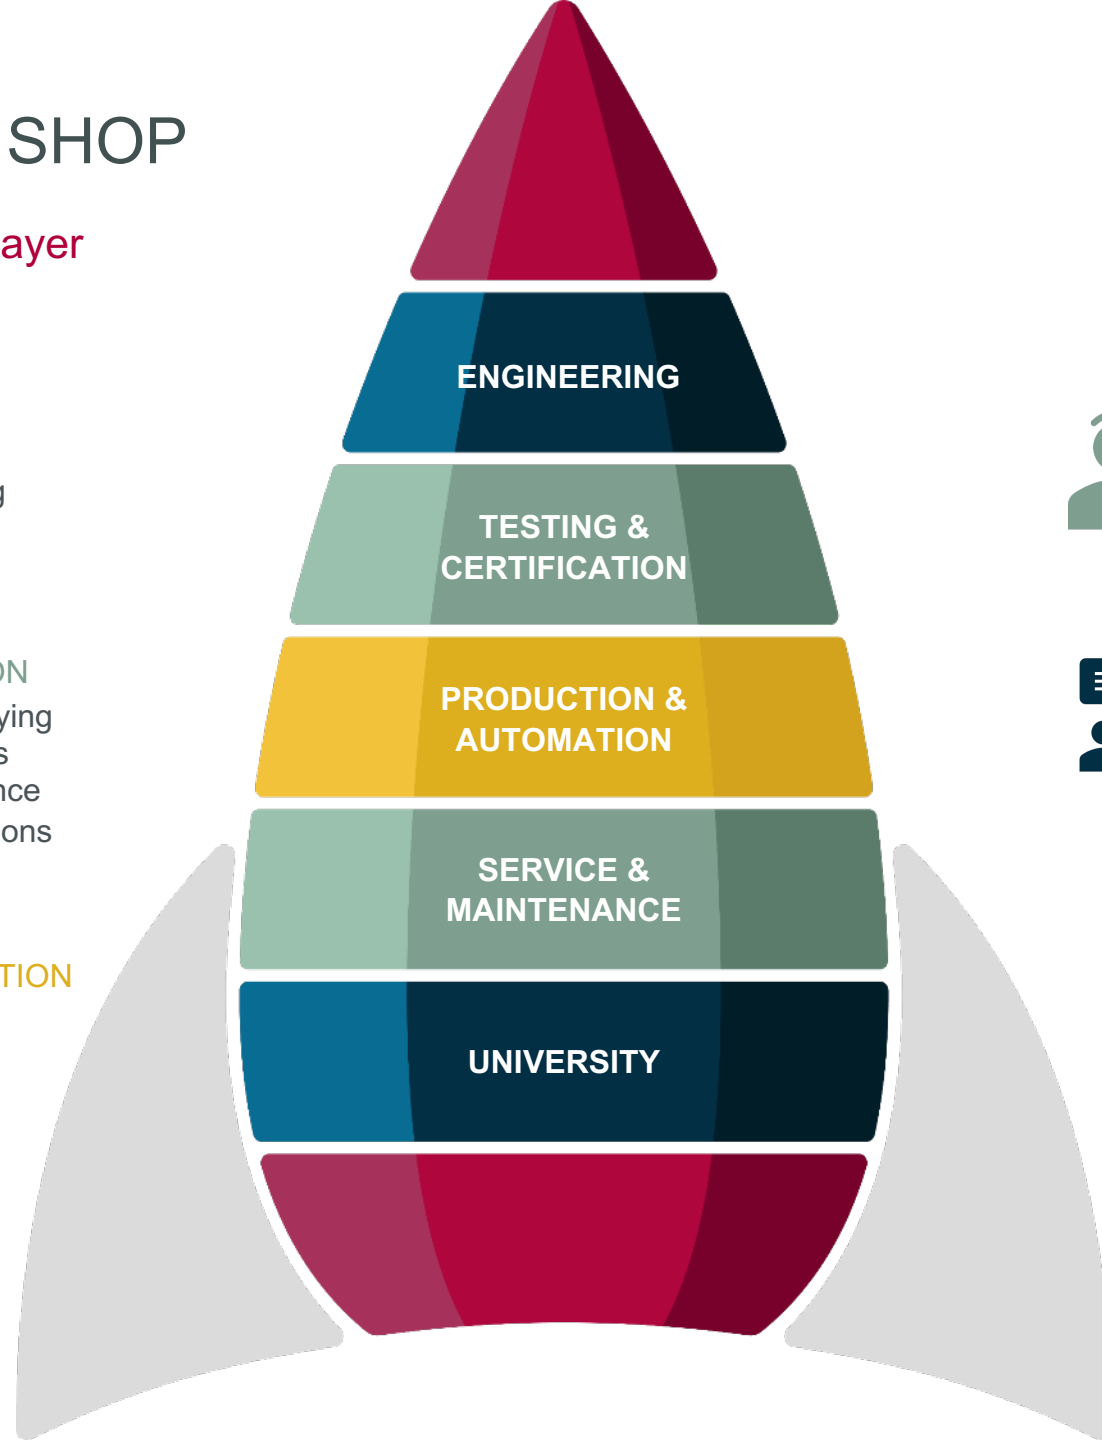 SHOP
ayer
ENGINEERING
g
TESTING &
CERTIFICATION
ON
ying
s
nce
ons
PRODUCTION &
AUTOMATION
SERVICE &
MAINTENANCE
TION
UNIVERSITY